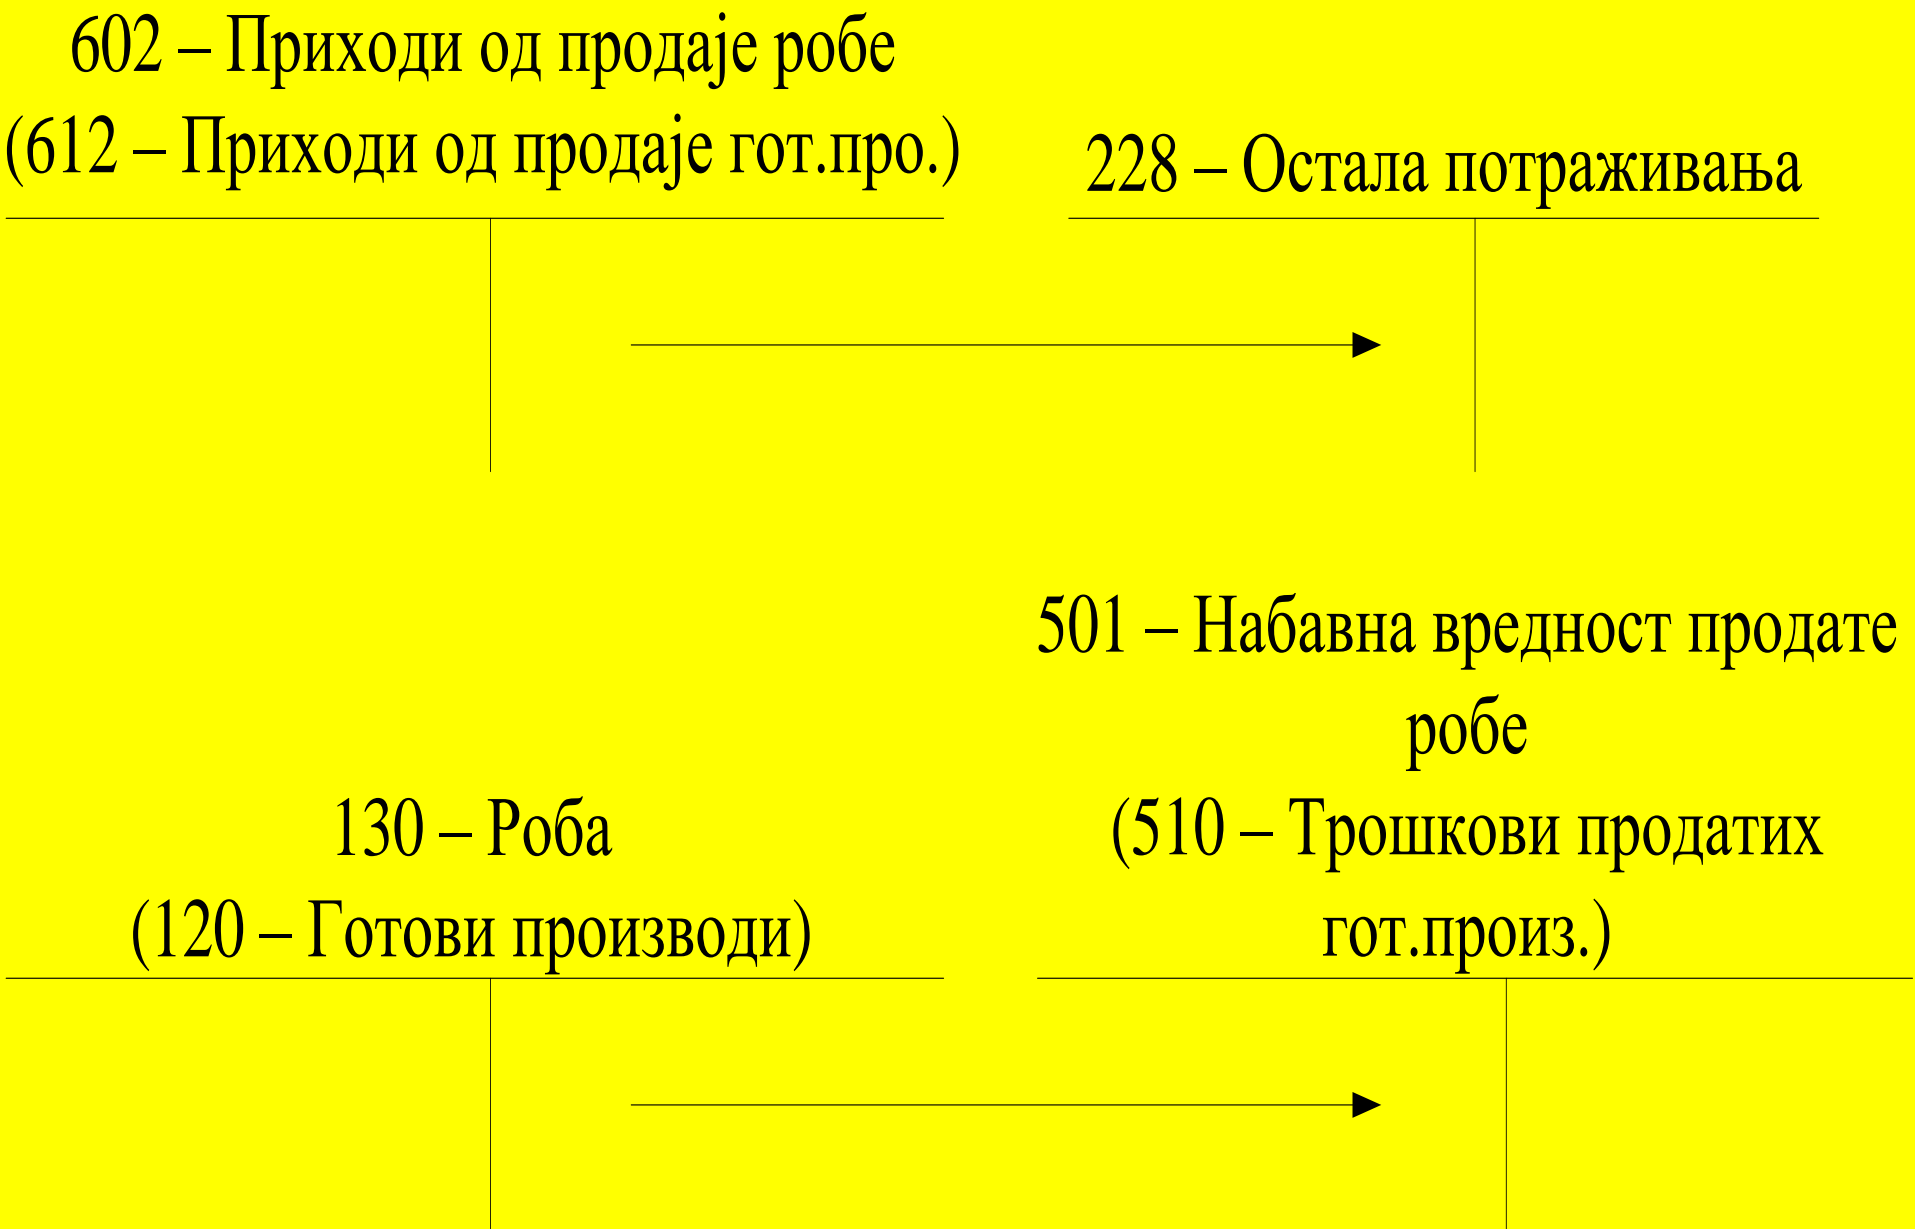 602 – Приходи од продаје робе
(612 – Приходи од продаје гот.про.)
228 – Остала потраживања
501 – Набавна вредност продате
робе
(510 – Трошкови продатих
гот.произ.)
130 – Роба
(120 – Готови производи)